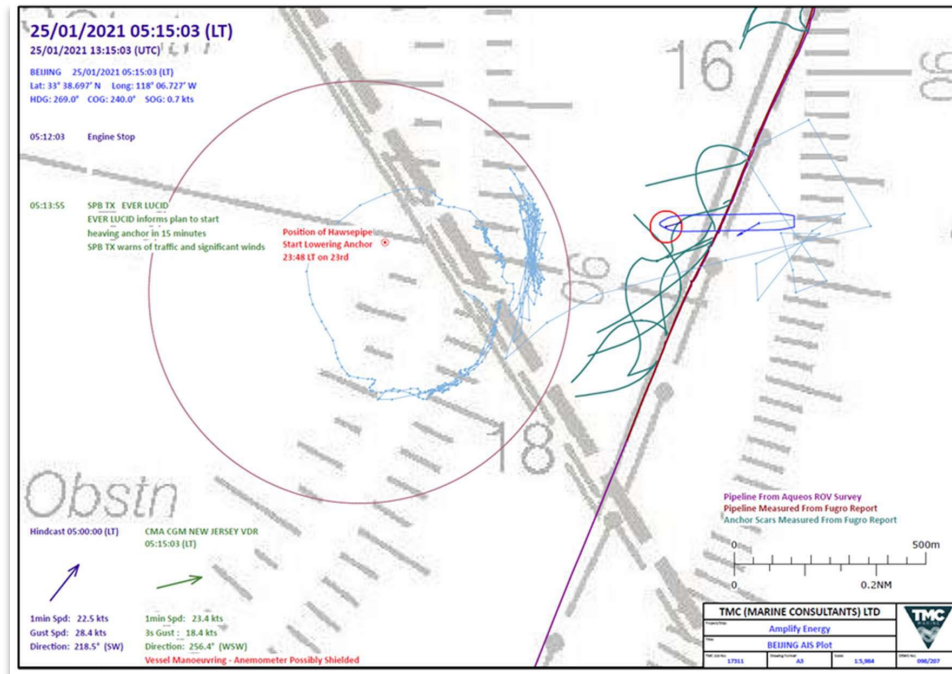 25/01/2021 05:15:03 (LT)
25/01/2021 13:15:03 (UTC)
BEIJING 25/01/2021 05:15:03 (LT)
Lat: 33° 38.697' N Long: 118° 06.727' W
HDG: 269.0° COG: 240.0° SOG: 0.7 kts
05:12:03 Engine Stop
05:13:55 SPB TX EVER LUCID
EVER LUCID informs plan to start
heaving anchor in 15 minutes
SPB TX warns of traffic and significant winds
Position of Hawsepipe
Start Lowering Anchor
23:48 LT on 23rd
16
18
Obstn
Hindcast 05:00:00 (LT)
1min Spd: 22.5 kts
Gust Spd: 28.4 kts
Direction: 218.5° (SW)
CMA CGM NEW JERSEY VDR
05:15:03 (LT)
1min Spd: 23.4 kts
3s Gust : 18.4 kts
Direction: 256.4° (WSW)
Vessel Manoeuvring - Anemometer Possibly Shielded
Pipeline From Aqueos ROV Survey
Pipeline Measured From Fugro Report
Anchor Scars Measured From Fugro Report
0 500m
0 0.2NM
TMC (MARINE CONSULTANTS) LTD
Amplify Energy
BEIJING AIS Plot
17311 A3 1:5,984 098/207
TMC